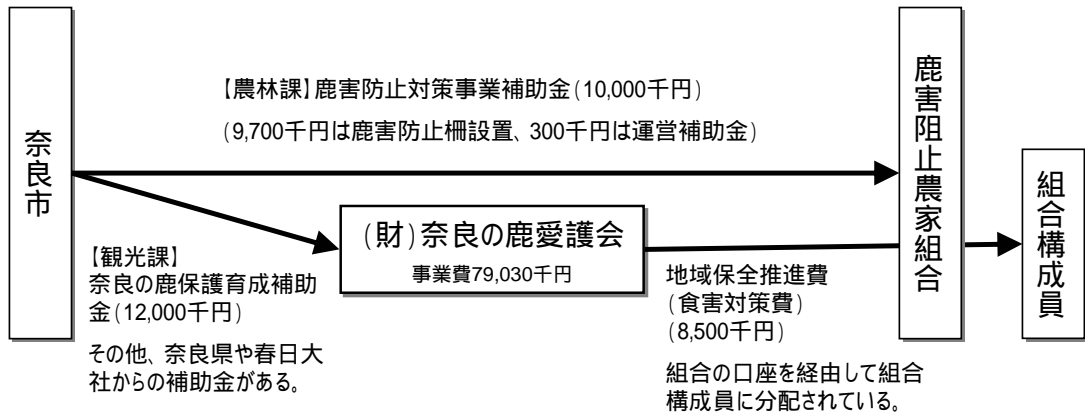 奈良市
【農林課】鹿害防止対策事業補助金(10,000千円)
(9,700千円は鹿害防止柵設置、300千円は運営補助金)
(財)奈良の鹿愛護会
事業費79,030千円
【観光課】
奈良の鹿保護育成補助
金(12,000千円)
その他、奈良県や春日大
社からの補助金がある。
地域保全推進費
(食害対策費)
(8,500千円)
組合の口座を経由して組合
構成員に分配されている。
鹿害阻止農家組合
組合構成員